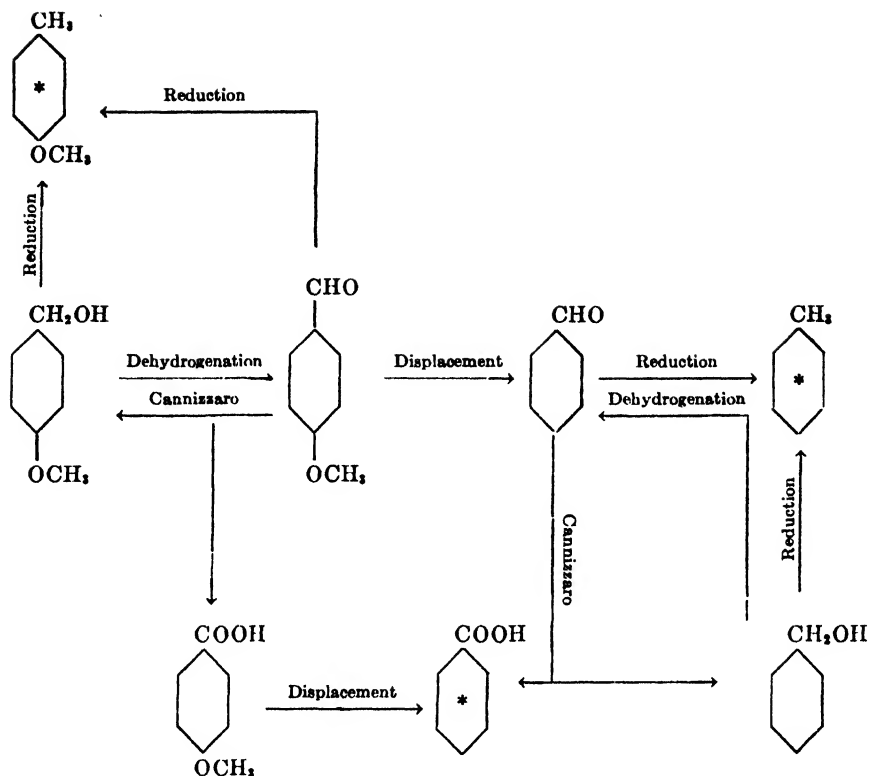 CH₃
*
Reduction
OCH₃
Reduction
CHO
CH₂OH
CHO
CH₃
Dehydrogenation
Displacement
Reduction
*
Cannizzaro
Dehydrogenation
OCH₃
OCH₃
Cannizzaro
Reduction
COOH
COOH
CH₂OH
Displacement
*
OCH₃